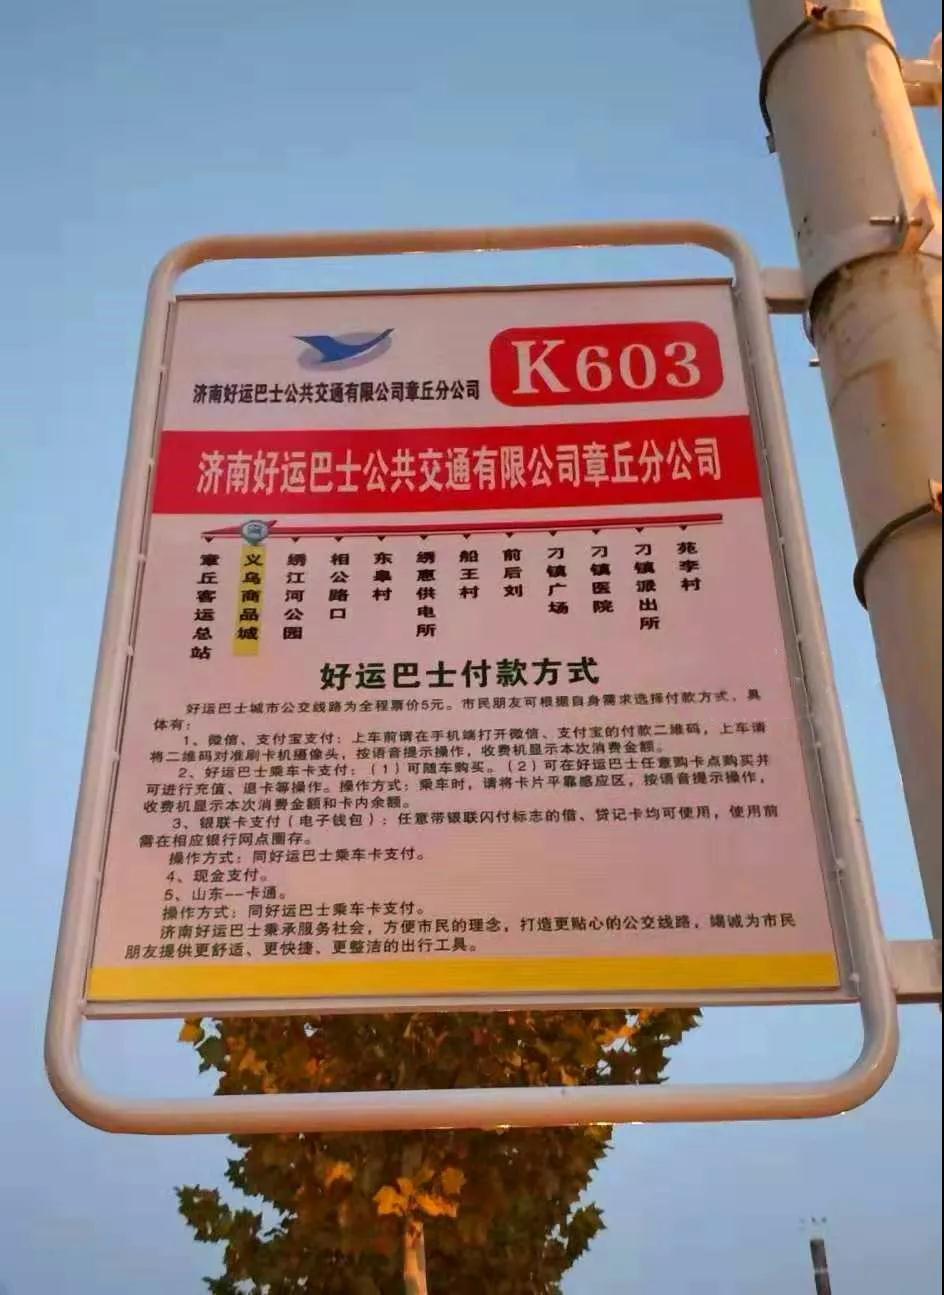 济南好运巴士公共交通有限公司章丘分公司
K603
济南好运巴士公共交通有限公司章丘分公司
章丘客运总站
义乌商品城
绣江河公园
相公路口
东皋村
绣惠供电所
船王村
前后刘
刁镇广场
刁镇医院
刁镇派出所
苑李村
好运巴士付款方式
好运巴士城市公交线路为全程票价5元。市民朋友可根据自身需求选择付款方式，具
体有：
1、微信、支付宝支付：上车前请在手机端打开微信、支付宝的付款二维码，上车请
将二维码对准刷卡机摄像头，按语音提示操作，收费机显示本次消费金额。
2、好运巴士乘车卡支付：（1）可随车购买。（2）可在好运巴士任意购卡点购买并
可进行充值、退卡等操作。操作方式：乘车时，请将卡片平靠感应区，按语音提示操作，
收费机显示本次消费金额和卡内余额。
3、银联卡支付（电子钱包）：任意带银联闪付标志的借、贷记卡均可使用，使用前
需在相应银行网点圈存。
操作方式：同好运巴士乘车卡支付。
4、现金支付。
5、山东--卡通。
操作方式：同好运巴士乘车卡支付。
济南好运巴士秉承服务社会，方便市民的理念，打造更贴心的公交线路，竭诚为市民
朋友提供更舒适、更快捷、更整洁的出行工具。